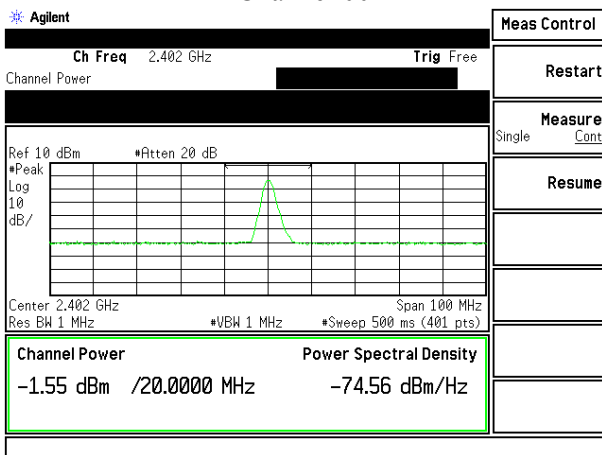 Agilent
Meas Control
Ch Freq 2.402 GHz Trig Free
Channel Power
Restart
Measure
Single Cont
Resume
Ref 10 dBm #Atten 20 dB
#Peak
Log
10
dB/
Center 2.402 GHz Span 100 MHz
Res BW 1 MHz #VBW 1 MHz #Sweep 500 ms (401 pts)
Channel Power Power Spectral Density
-1.55 dBm /20.0000 MHz -74.56 dBm/Hz